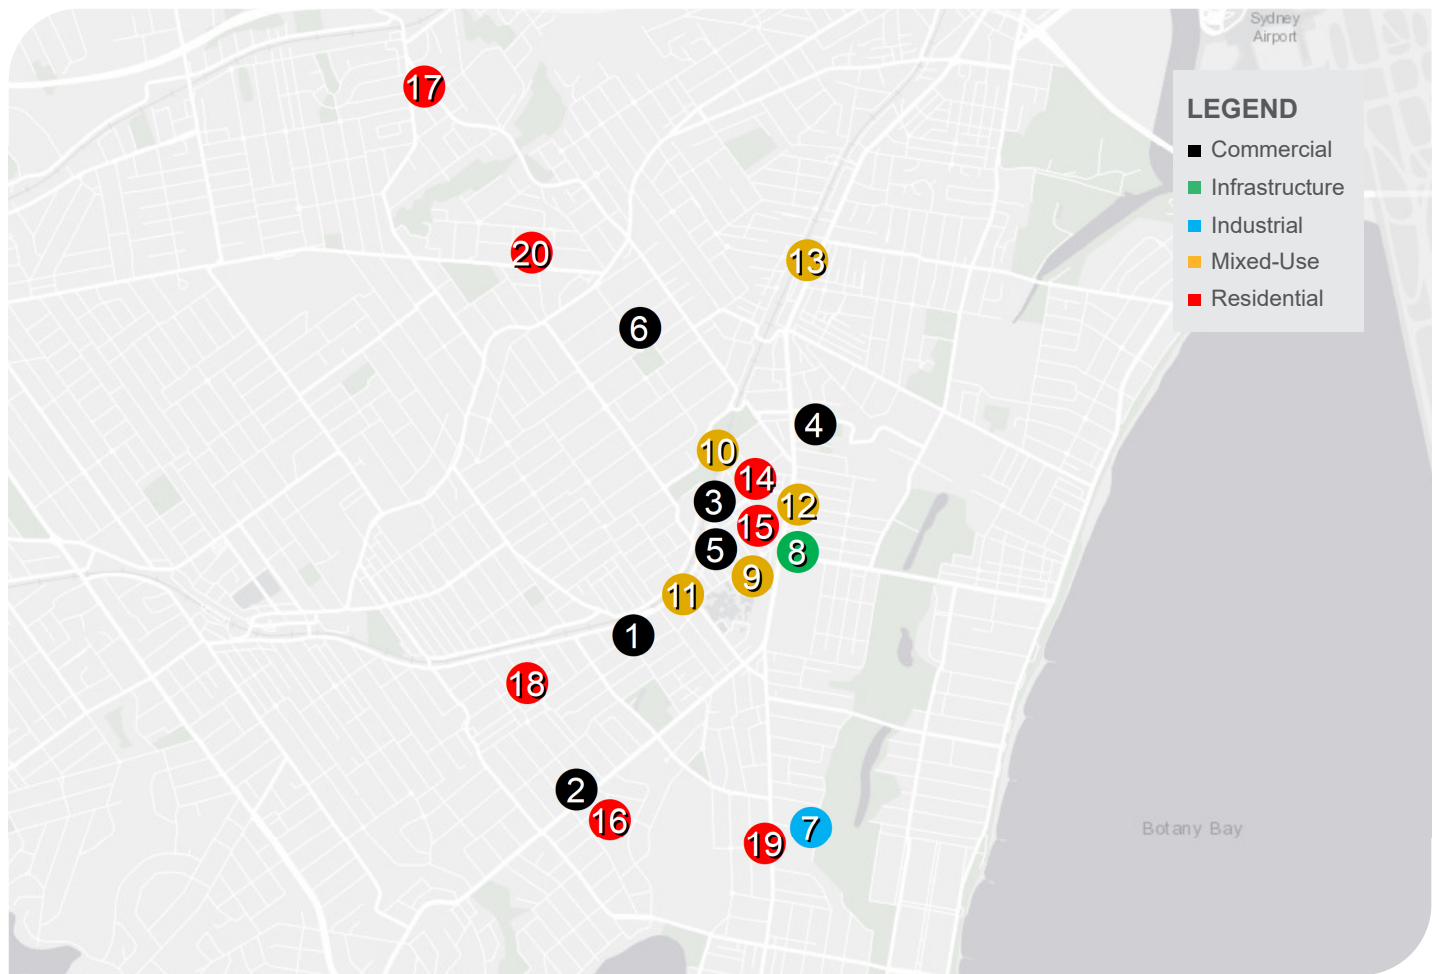 Sydney
Airport
LEGEND
Commercial
Infrastructure
Industrial
Mixed-Use
Residential
17
20
13
6
4
10
14
3
12
15
5
8
9
11
1
18
2
16
7
19
Botany Bay